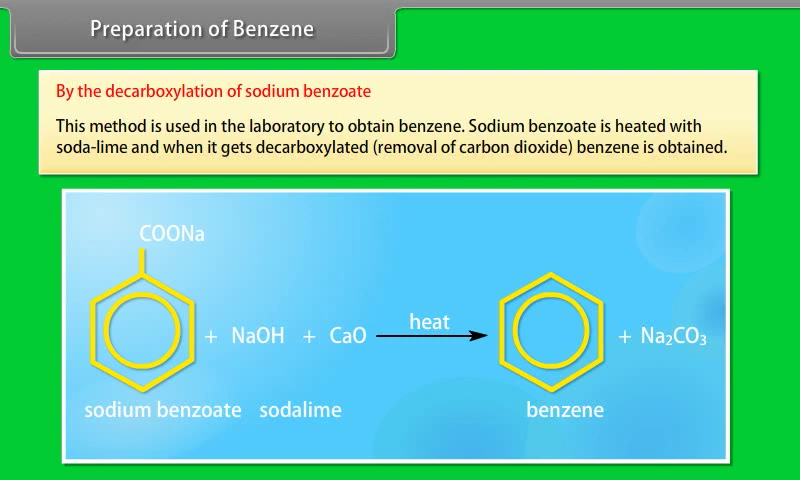 Preparation of Benzene
By the decarboxylation of sodium benzoate
This method is used in the laboratory to obtain benzene. Sodium benzoate is heated with
soda-lime and when it gets decarboxylated (removal of carbon dioxide) benzene is obtained.
COONa
+ NaOH + CaO heat + Na₂CO₃
sodium benzoate sodalime benzene